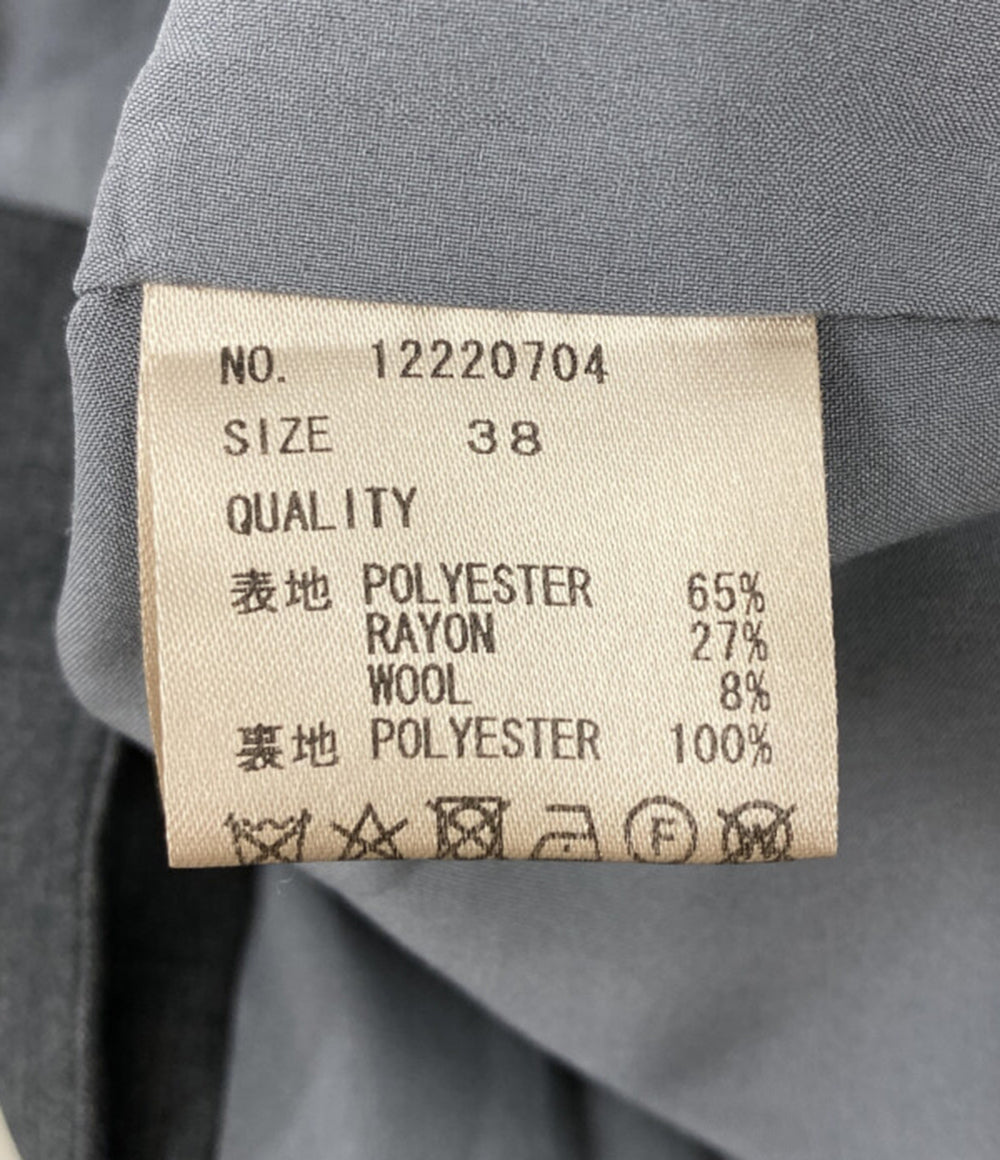 NO. 12220704
SIZE 38
QUALITY
表地 POLYESTER 65%
RAYON 27%
WOOL 8%
裏地 POLYESTER 100%
F W